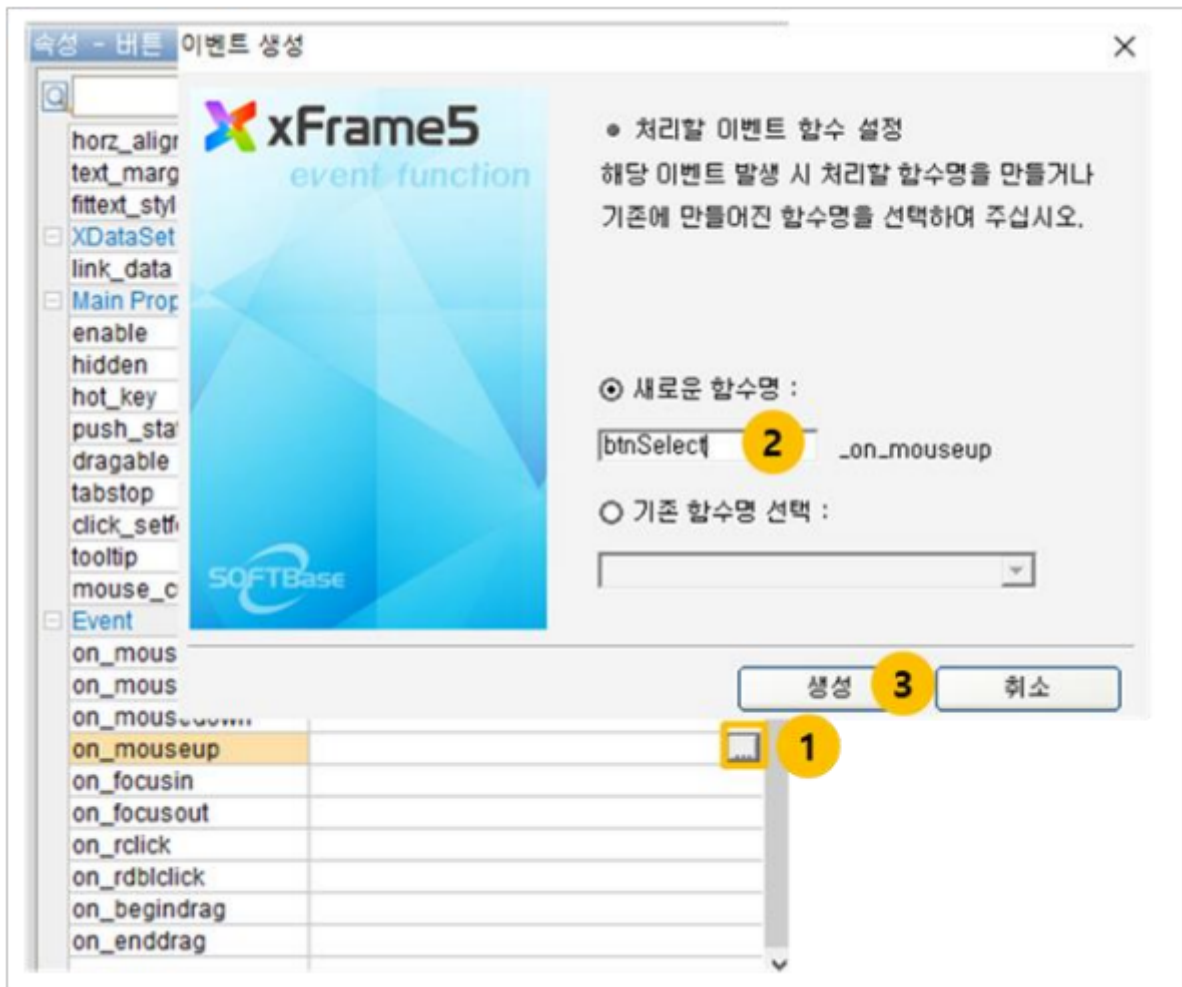 속성 - 버튼
이벤트 생성
xFrame5
event function
● 처리할 이벤트 함수 설정
해당 이벤트 발생 시 처리할 함수명을 만들거나
기존에 만들어진 함수명을 선택하여 주십시오.
새로운 함수명 :
btnSelect
2
_on_mouseup
기존 함수명 선택 :
SOFTBase
생성
3
취소
horz_align
text_marg
fittext_styl
XDataSet
link_data
Main Prop
enable
hidden
hot_key
push_stat
dragable
tabstop
click_setf
tooltip
mouse_c
Event
on_mous
on_mous
on_mousedown
on_mouseup
...
1
on_focusin
on_focusout
on_rclick
on_rdblclick
on_begindrag
on_enddrag